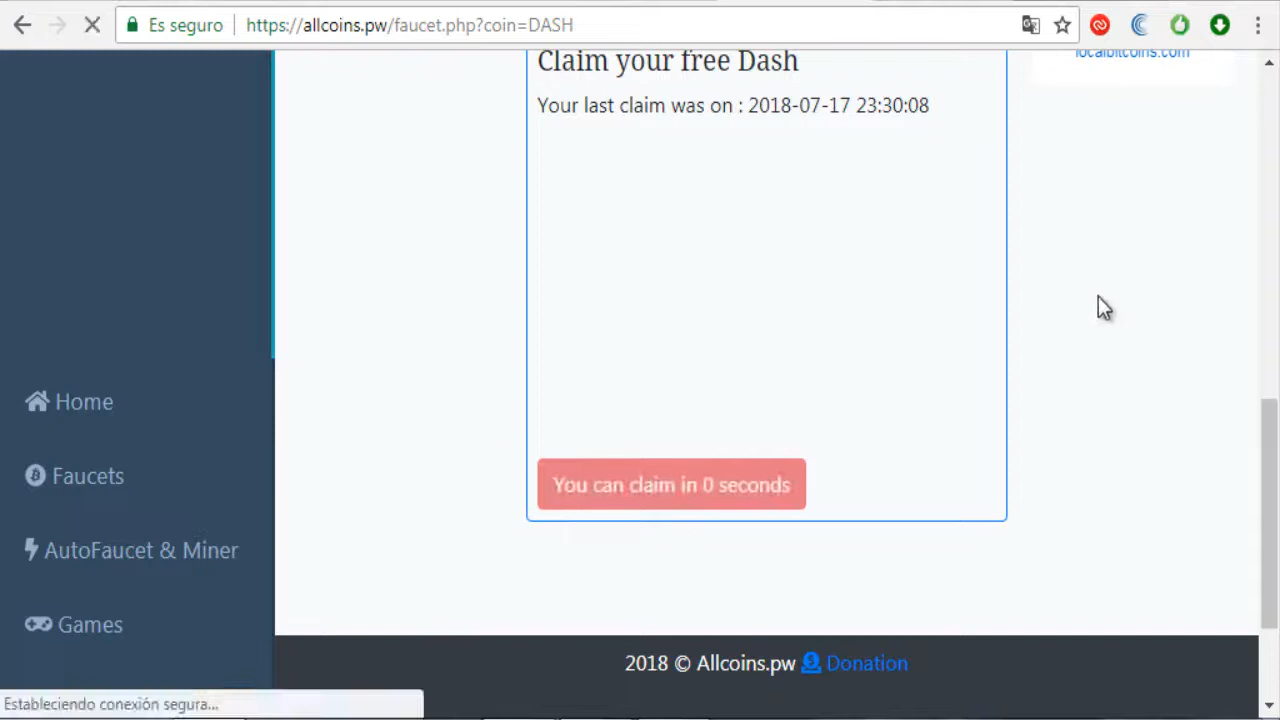 Es seguro
https://allcoins.pw/faucet.php?coin=DASH
localbitcoins.com
Claim your free Dash
Your last claim was on : 2018-07-17 23:30:08
Home
Faucets
AutoFaucet & Miner
Games
You can claim in 0 seconds
2018 © Allcoins.pw Donation
Estableciendo conexión segura...